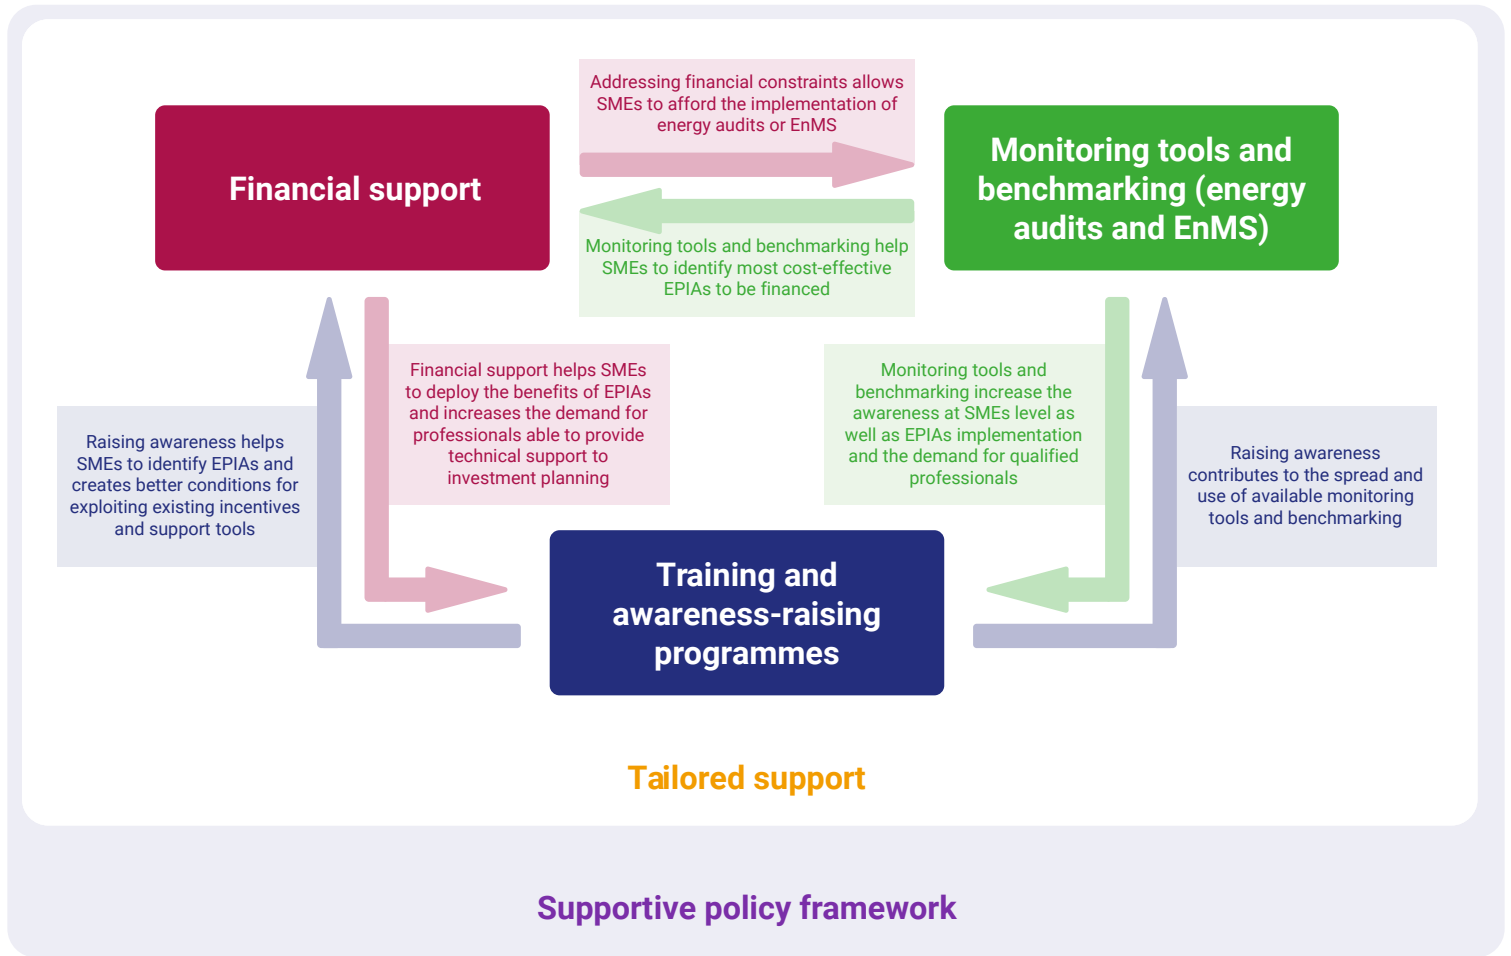 Addressing financial constraints allows
SMEs to afford the implementation of
energy audits or EnMS
Financial support
Monitoring tools and
benchmarking (energy
audits and EnMS)
Monitoring tools and benchmarking help
SMEs to identify most cost-effective
EPIAs to be financed
Raising awareness helps
SMEs to identify EPIAs and
creates better conditions for
exploiting existing incentives
and support tools
Financial support helps SMEs
to deploy the benefits of EPIAs
and increases the demand for
professionals able to provide
technical support to
investment planning
Monitoring tools and
benchmarking increase the
awareness at SMEs level as
well as EPIAs implementation
and the demand for qualified
professionals
Raising awareness
contributes to the spread and
use of available monitoring
tools and benchmarking
Training and
awareness-raising
programmes
Tailored support
Supportive policy framework